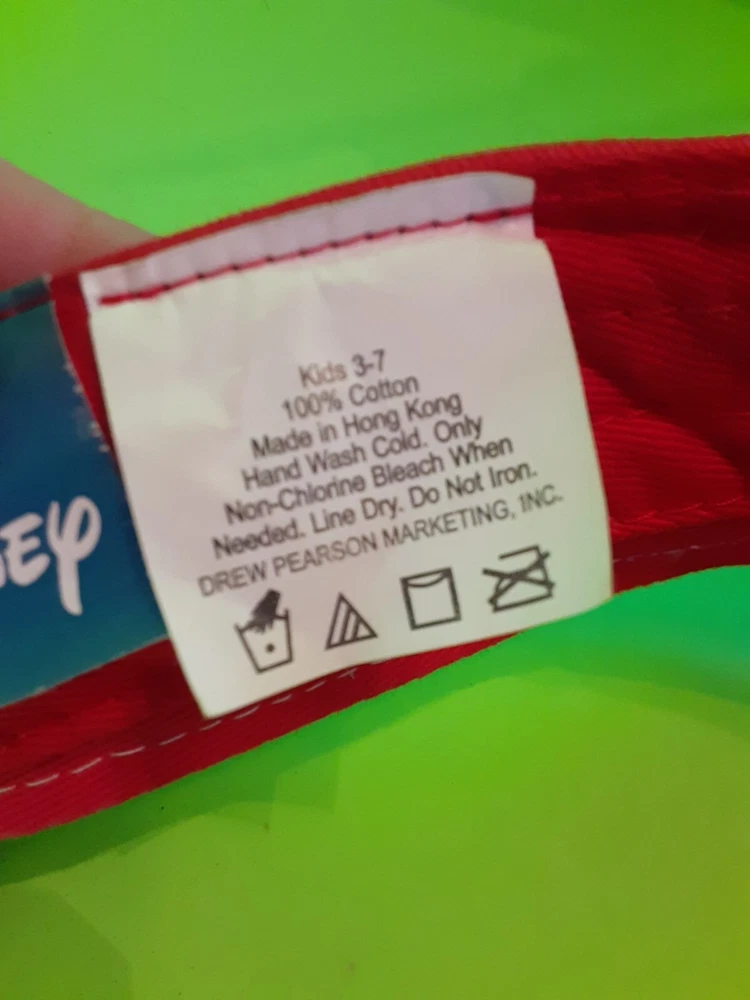 Kids 3-7
100% Cotton
Made in Hong Kong
Hand Wash Cold. Only
Non-Chlorine Bleach When
Needed. Line Dry. Do Not Iron.
DREW PEARSON MARKETING, INC.